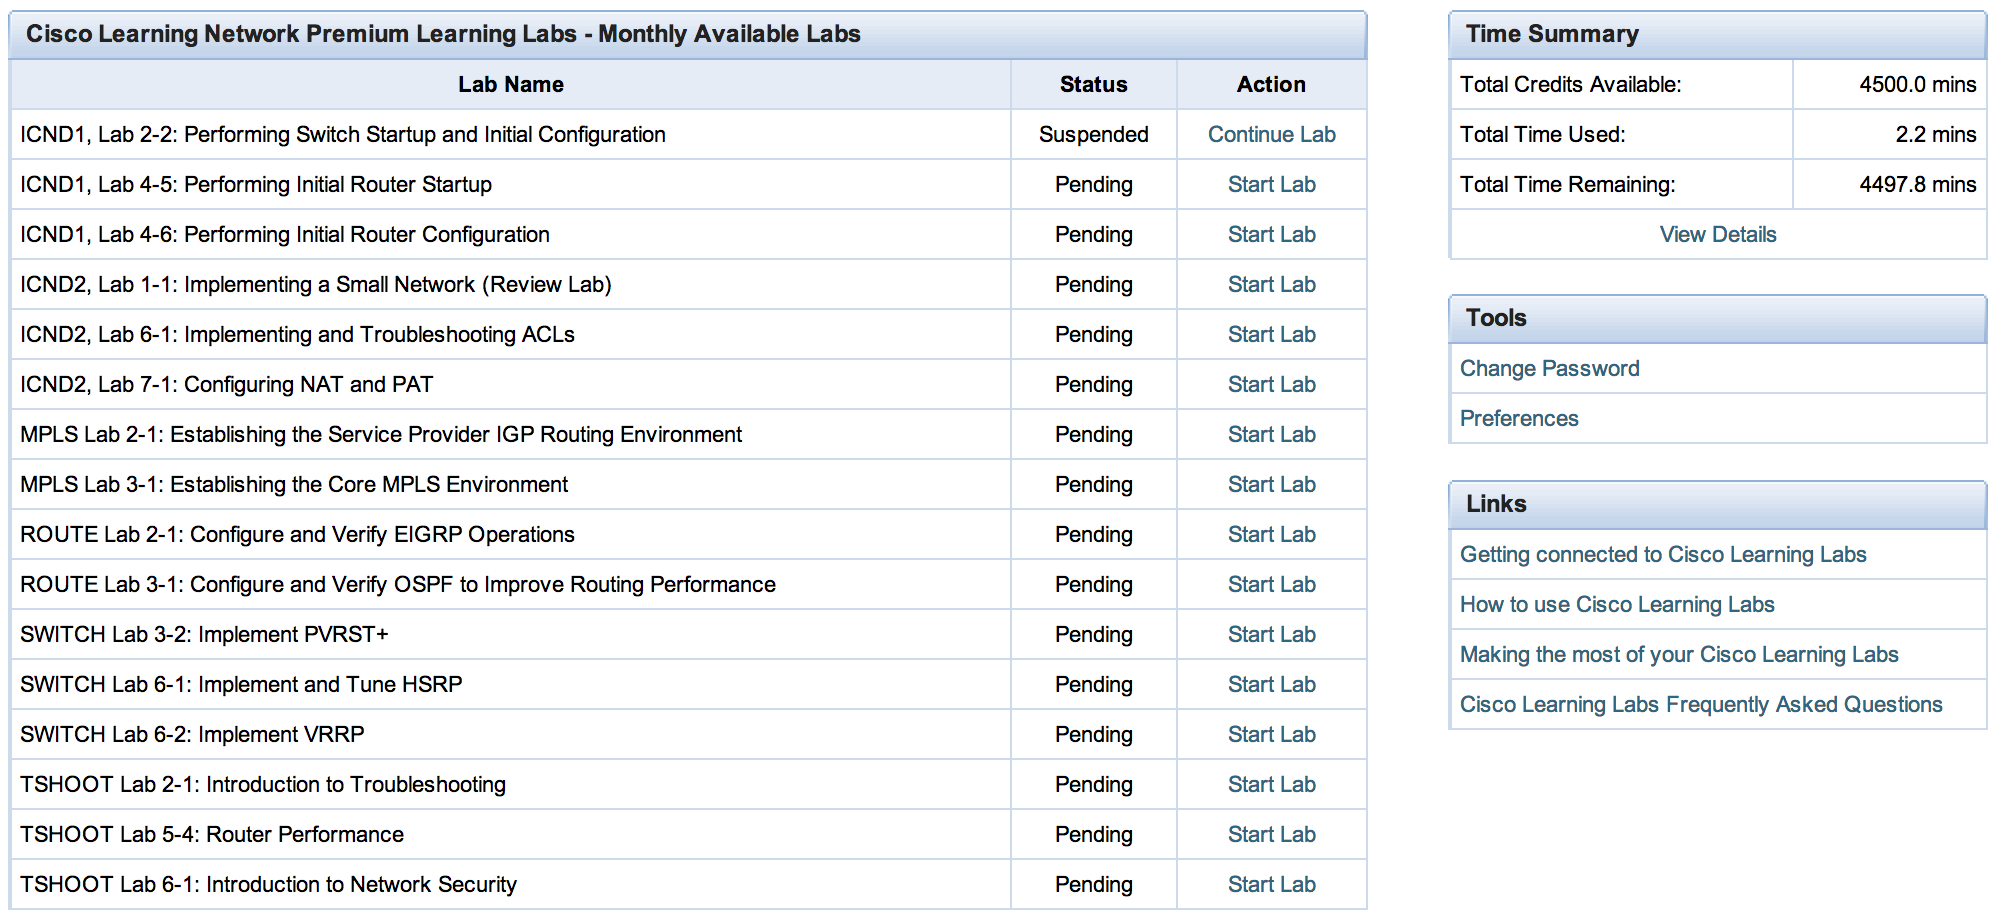 Cisco Learning Network Premium Learning Labs - Monthly Available Labs
Lab Name Status Action
ICND1, Lab 2-2: Performing Switch Startup and Initial Configuration Suspended Continue Lab
ICND1, Lab 4-5: Performing Initial Router Startup Pending Start Lab
ICND1, Lab 4-6: Performing Initial Router Configuration Pending Start Lab
ICND2, Lab 1-1: Implementing a Small Network (Review Lab) Pending Start Lab
ICND2, Lab 6-1: Implementing and Troubleshooting ACLs Pending Start Lab
ICND2, Lab 7-1: Configuring NAT and PAT Pending Start Lab
MPLS Lab 2-1: Establishing the Service Provider IGP Routing Environment Pending Start Lab
MPLS Lab 3-1: Establishing the Core MPLS Environment Pending Start Lab
ROUTE Lab 2-1: Configure and Verify EIGRP Operations Pending Start Lab
ROUTE Lab 3-1: Configure and Verify OSPF to Improve Routing Performance Pending Start Lab
SWITCH Lab 3-2: Implement PVRST+ Pending Start Lab
SWITCH Lab 6-1: Implement and Tune HSRP Pending Start Lab
SWITCH Lab 6-2: Implement VRRP Pending Start Lab
TSHOOT Lab 2-1: Introduction to Troubleshooting Pending Start Lab
TSHOOT Lab 5-4: Router Performance Pending Start Lab
TSHOOT Lab 6-1: Introduction to Network Security Pending Start Lab
Time Summary
Total Credits Available: 4500.0 mins
Total Time Used: 2.2 mins
Total Time Remaining: 4497.8 mins
View Details
Tools
Change Password
Preferences
Links
Getting connected to Cisco Learning Labs
How to use Cisco Learning Labs
Making the most of your Cisco Learning Labs
Cisco Learning Labs Frequently Asked Questions